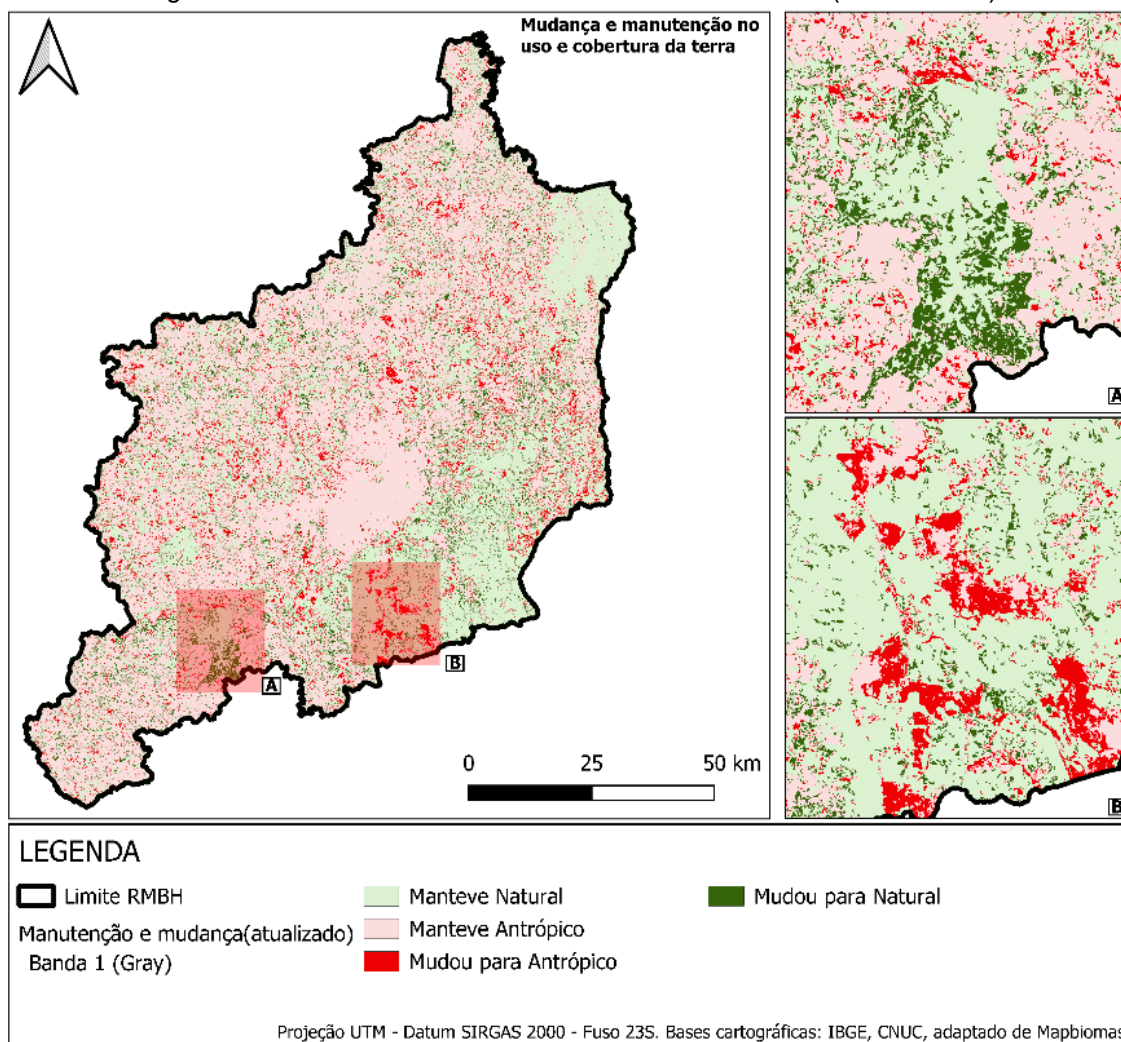 Mudança e manutenção no
uso e cobertura da terra
A
B
0 25 50 km
A
B
LEGENDA
Limite RMBH
Manutenção e mudança(atualizado)
Banda 1 (Gray)
Manteve Natural
Manteve Antrópico
Mudou para Antrópico
Mudou para Natural
Projeção UTM - Datum SIRGAS 2000 - Fuso 23S. Bases cartográficas: IBGE, CNUC, adaptado de Mapbiomas